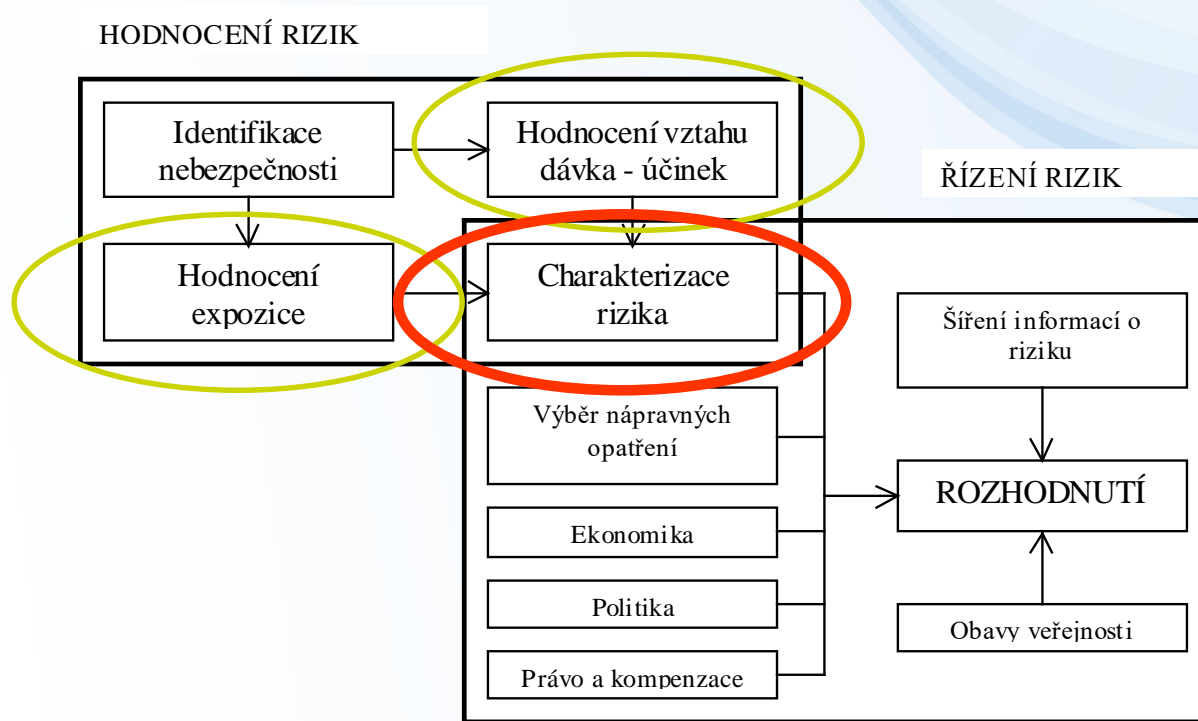 HODNOCENÍ RIZIK
Identifikace
nebezpečnosti
Hodnocení vztahu
dávka - účinek
ŘÍZENÍ RIZIK
Hodnocení
expozice
Charakterizace
rizika
Šíření informací o
riziku
Výběr nápravných
opatření
ROZHODNUTÍ
Ekonomika
Politika
Obavy veřejnosti
Právo a kompenzace